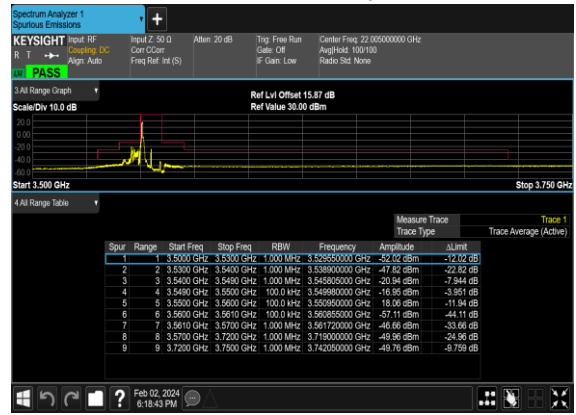 Spectrum Analyzer 1
Spurious Emissions
KEYSIGHT Input: RF Input Z: 50 Ω Atten: 20 dB Trig: Free Run Center Freq: 22.005000000 GHz
R T Coupling: DC Corr CCorr Gate: Off Avg|Hold: 100/100
Align: Auto Freq Ref: Int (S) IF Gain: Low Radio Std: None
PASS
3 All Range Graph Ref Lvl Offset 15.87 dB
Scale/Div 10.0 dB Ref Value 30.00 dBm
20.0
0.00
-20.0
-40.0
-60.0
Start 3.500 GHz Stop 3.750 GHz
4 All Range Table
Measure Trace Trace 1
Trace Type Trace Average (Active)
Spur Range Start Freq Stop Freq RBW Frequency Amplitude ΔLimit
1 1 3.5000 GHz 3.5300 GHz 1.000 MHz 3.529550000 GHz -52.02 dBm -12.02 dB
2 2 3.5300 GHz 3.5400 GHz 1.000 MHz 3.538900000 GHz -47.82 dBm -22.82 dB
3 3 3.5400 GHz 3.5490 GHz 1.000 MHz 3.545805000 GHz -20.94 dBm -7.944 dB
4 4 3.5490 GHz 3.5500 GHz 100.0 kHz 3.549980000 GHz -16.95 dBm -3.951 dB
5 5 3.5500 GHz 3.5600 GHz 100.0 kHz 3.550950000 GHz 18.06 dBm -11.94 dB
6 6 3.5600 GHz 3.5610 GHz 100.0 kHz 3.560855000 GHz -57.11 dBm -44.11 dB
7 7 3.5610 GHz 3.5700 GHz 1.000 MHz 3.561720000 GHz -46.66 dBm -33.66 dB
8 8 3.5700 GHz 3.7200 GHz 1.000 MHz 3.719000000 GHz -49.96 dBm -24.96 dB
9 9 3.7200 GHz 3.7500 GHz 1.000 MHz 3.742050000 GHz -49.76 dBm -9.759 dB
Feb 02, 2024
6:18:43 PM